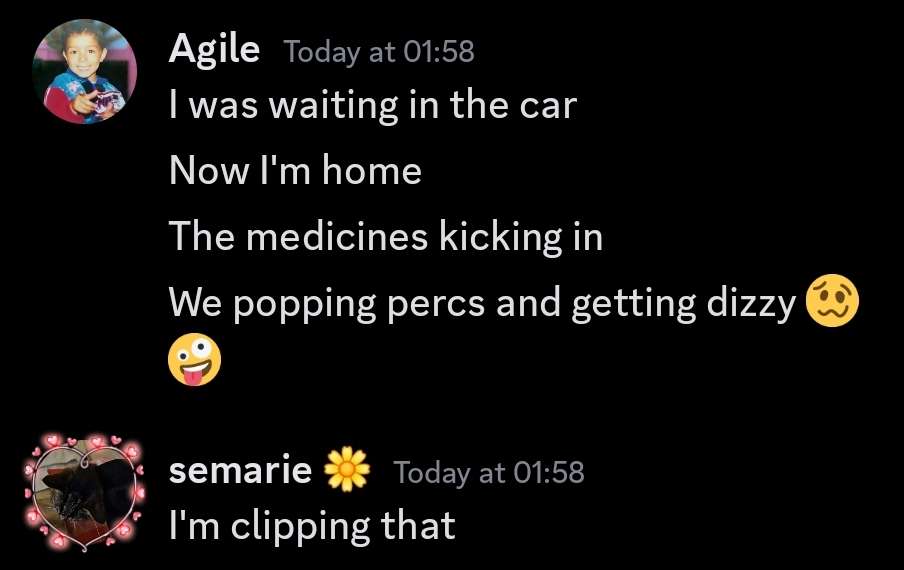 Agile Today at 01:58
I was waiting in the car
Now I'm home
The medicines kicking in
We popping percs and getting dizzy 🥴
🤪
semarie 🌼 Today at 01:58
I'm clipping that